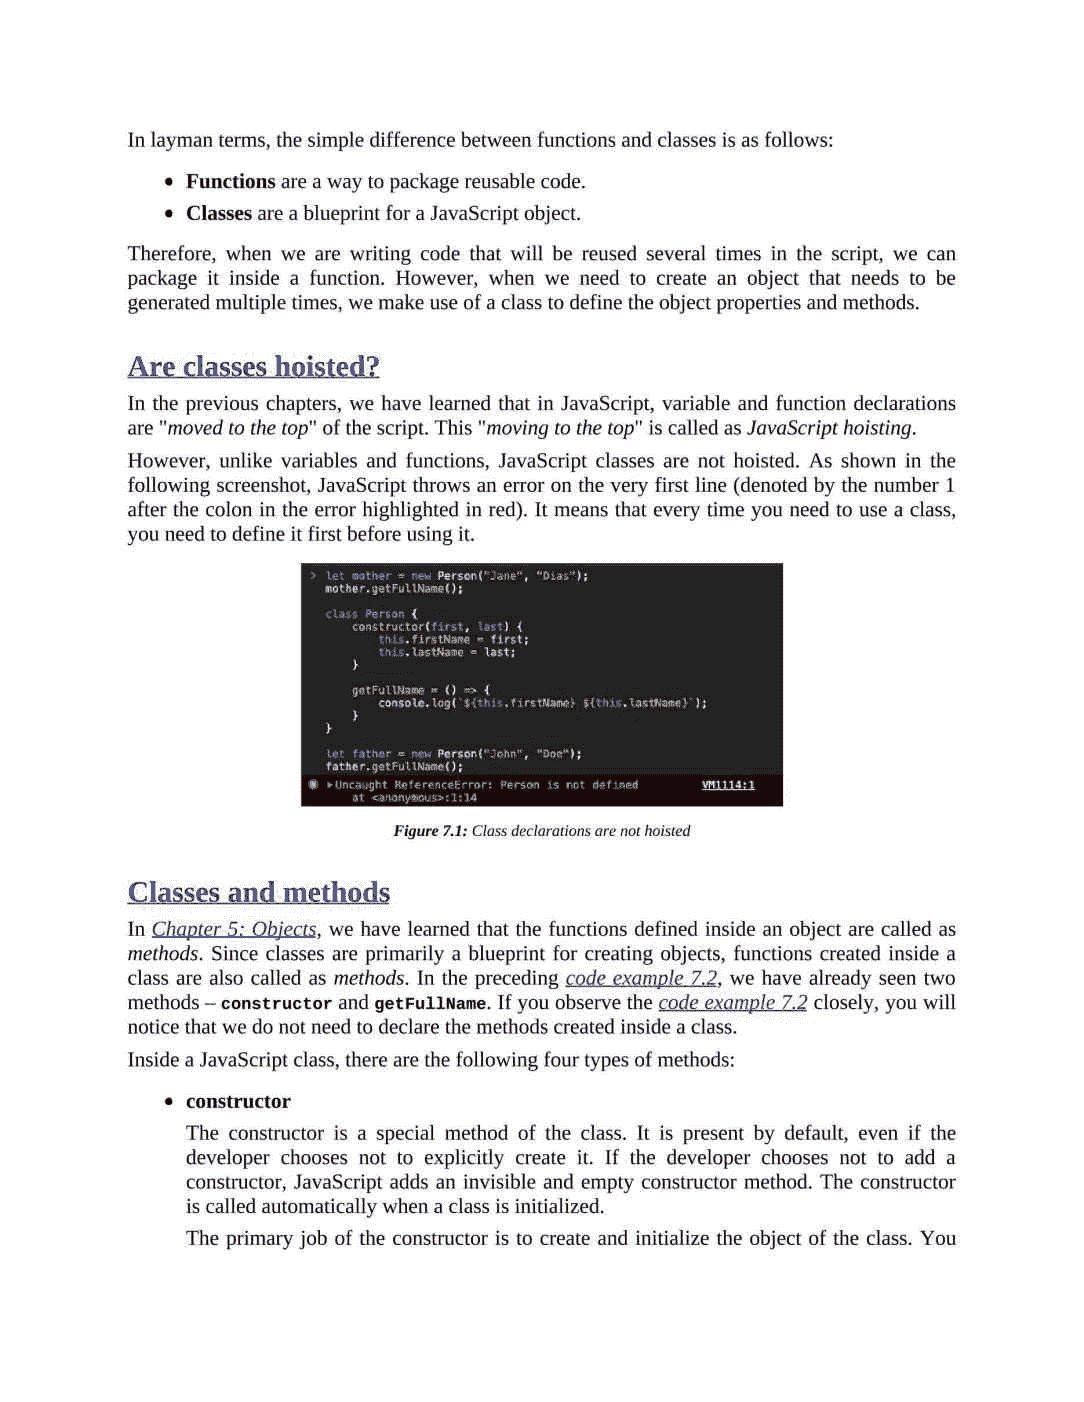 In layman terms, the simple difference between functions and classes is as follows:
• Functions are a way to package reusable code.
• Classes are a blueprint for a JavaScript object.
Therefore, when we are writing code that will be reused several times in the script, we can
package it inside a function. However, when we need to create an object that needs to be
generated multiple times, we make use of a class to define the object properties and methods.
Are classes hoisted?
In the previous chapters, we have learned that in JavaScript, variable and function declarations
are "moved to the top" of the script. This "moving to the top" is called as JavaScript hoisting.
However, unlike variables and functions, JavaScript classes are not hoisted. As shown in the
following screenshot, JavaScript throws an error on the very first line (denoted by the number 1
after the colon in the error highlighted in red). It means that every time you need to use a class,
you need to define it first before using it.
> let mother = new Person("Jane", "Dias");
mother.getFullName();
class Person {
constructor(first, last) {
this.firstName = first;
this.lastName = last;
}
getFullName = () => {
console.log(`${this.firstName} ${this.lastName}`);
}
}
let father = new Person("John", "Doe");
father.getFullName();
▸Uncaught ReferenceError: Person is not defined VM1114:1
at <anonymous>:1:14
Figure 7.1: Class declarations are not hoisted
Classes and methods
In Chapter 5: Objects, we have learned that the functions defined inside an object are called as
methods. Since classes are primarily a blueprint for creating objects, functions created inside a
class are also called as methods. In the preceding code example 7.2, we have already seen two
methods – constructor and getFullName. If you observe the code example 7.2 closely, you will
notice that we do not need to declare the methods created inside a class.
Inside a JavaScript class, there are the following four types of methods:
• constructor
The constructor is a special method of the class. It is present by default, even if the
developer chooses not to explicitly create it. If the developer chooses not to add a
constructor, JavaScript adds an invisible and empty constructor method. The constructor
is called automatically when a class is initialized.
The primary job of the constructor is to create and initialize the object of the class. You